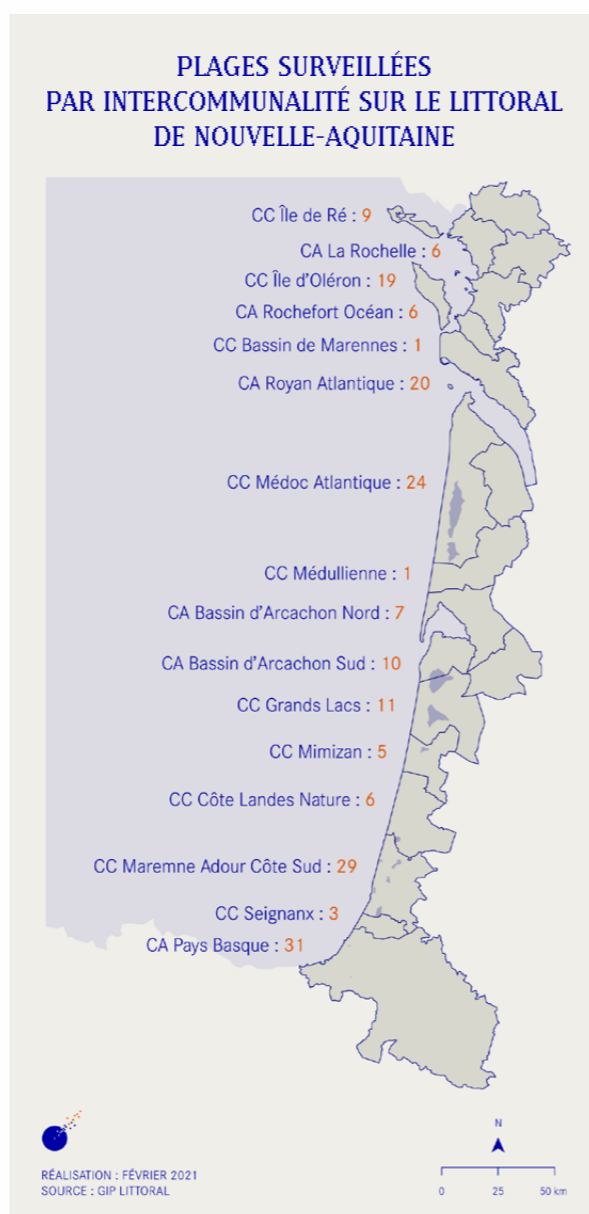 PLAGES SURVEILLÉES
PAR INTERCOMMUNALITÉ SUR LE LITTORAL
DE NOUVELLE-AQUITAINE
CC Île de Ré : 9
CA La Rochelle : 6
CC Île d'Oléron : 19
CA Rochefort Océan : 6
CC Bassin de Marennes : 1
CA Royan Atlantique : 20
CC Médoc Atlantique : 24
CC Médullienne : 1
CA Bassin d'Arcachon Nord : 7
CA Bassin d'Arcachon Sud : 10
CC Grands Lacs : 11
CC Mimizan : 5
CC Côte Landes Nature : 6
CC Maremne Adour Côte Sud : 29
CC Seignanx : 3
CA Pays Basque : 31
N
RÉALISATION : FÉVRIER 2021
SOURCE : GIP LITTORAL
0 25 50 km